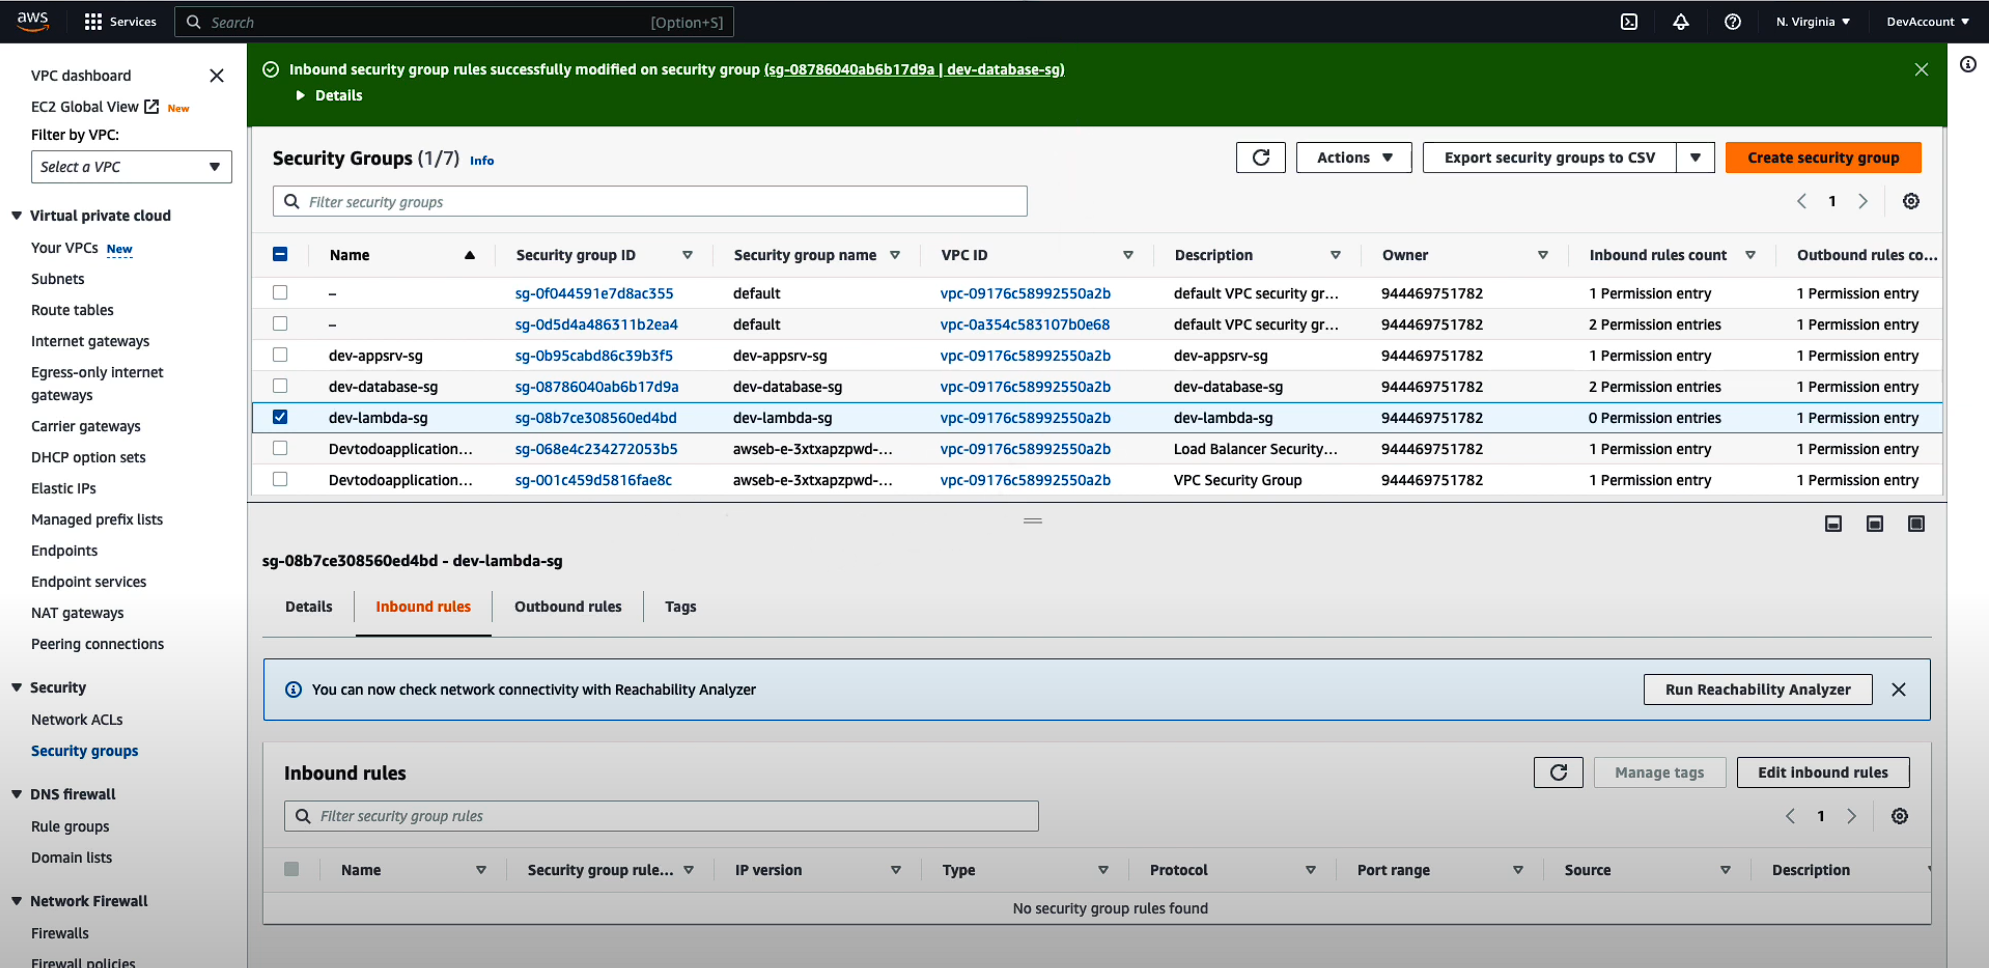 aws Services Search [Option+S] N. Virginia DevAccount
VPC dashboard
EC2 Global View New
Filter by VPC:
Select a VPC
Virtual private cloud
Your VPCs New
Subnets
Route tables
Internet gateways
Egress-only internet
gateways
Carrier gateways
DHCP option sets
Elastic IPs
Managed prefix lists
Endpoints
Endpoint services
NAT gateways
Peering connections
Security
Network ACLs
Security groups
DNS firewall
Rule groups
Domain lists
Network Firewall
Firewalls
Firewall policies
Inbound security group rules successfully modified on security group (sg-08786040ab6b17d9a | dev-database-sg)
Details
Security Groups (1/7) Info
Actions Export security groups to CSV Create security group
Filter security groups 1
Name Security group ID Security group name VPC ID Description Owner Inbound rules count Outbound rules co...
– sg-0f044591e7d8ac355 default vpc-09176c58992550a2b default VPC security gr... 944469751782 1 Permission entry 1 Permission entry
– sg-0d5d4a486311b2ea4 default vpc-0a354c583107b0e68 default VPC security gr... 944469751782 2 Permission entries 1 Permission entry
dev-appsrv-sg sg-0b95cabd86c39b3f5 dev-appsrv-sg vpc-09176c58992550a2b dev-appsrv-sg 944469751782 1 Permission entry 1 Permission entry
dev-database-sg sg-08786040ab6b17d9a dev-database-sg vpc-09176c58992550a2b dev-database-sg 944469751782 2 Permission entries 1 Permission entry
dev-lambda-sg sg-08b7ce308560ed4bd dev-lambda-sg vpc-09176c58992550a2b dev-lambda-sg 944469751782 0 Permission entries 1 Permission entry
Devtodoapplication... sg-068e4c234272053b5 awseb-e-3xtxapzpwd-... vpc-09176c58992550a2b Load Balancer Security... 944469751782 1 Permission entry 1 Permission entry
Devtodoapplication... sg-001c459d5816fae8c awseb-e-3xtxapzpwd-... vpc-09176c58992550a2b VPC Security Group 944469751782 1 Permission entry 1 Permission entry
sg-08b7ce308560ed4bd - dev-lambda-sg
Details Inbound rules Outbound rules Tags
You can now check network connectivity with Reachability Analyzer Run Reachability Analyzer
Inbound rules Manage tags Edit inbound rules
Filter security group rules 1
Name Security group rule... IP version Type Protocol Port range Source Description
No security group rules found